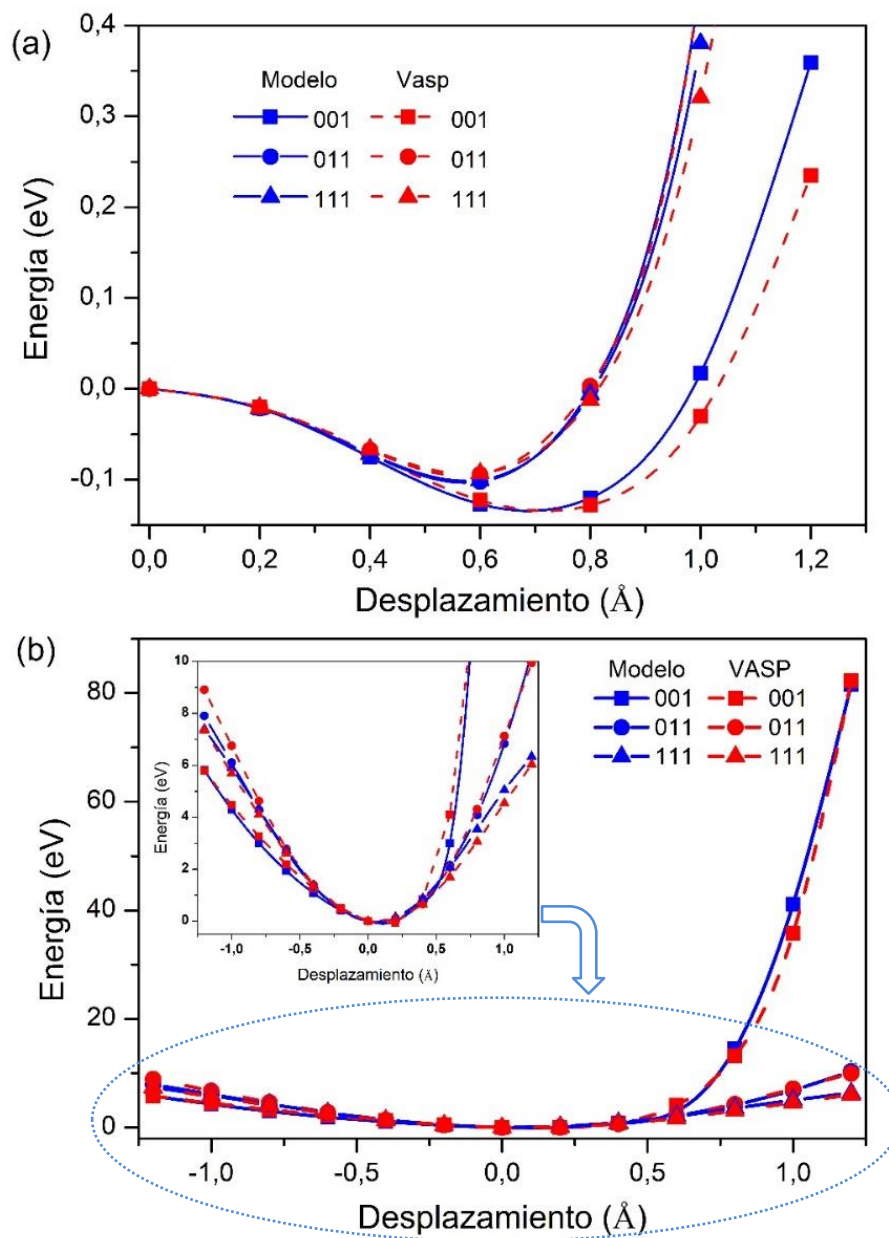 (a)
0,4
0,3
0,2
0,1
0,0
-0,1
Energía (eV)
Modelo Vasp
001 001
011 011
111 111
0,0 0,2 0,4 0,6 0,8 1,0 1,2
Desplazamiento (Å)
(b)
80
60
40
20
0
Energía (eV)
10
8
6
4
2
0
Energía (eV)
-1,0 -0,5 0,0 0,5 1,0
Desplazamiento (Å)
Modelo VASP
001 001
011 011
111 111
-1,0 -0,5 0,0 0,5 1,0
Desplazamiento (Å)